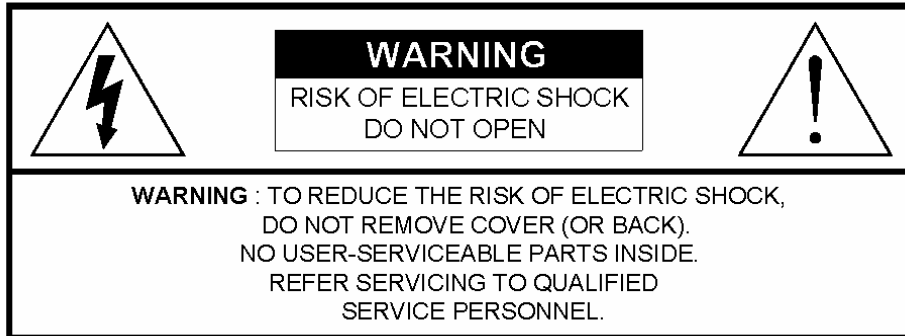 WARNING
RISK OF ELECTRIC SHOCK
DO NOT OPEN
WARNING : TO REDUCE THE RISK OF ELECTRIC SHOCK,
DO NOT REMOVE COVER (OR BACK).
NO USER-SERVICEABLE PARTS INSIDE.
REFER SERVICING TO QUALIFIED
SERVICE PERSONNEL.